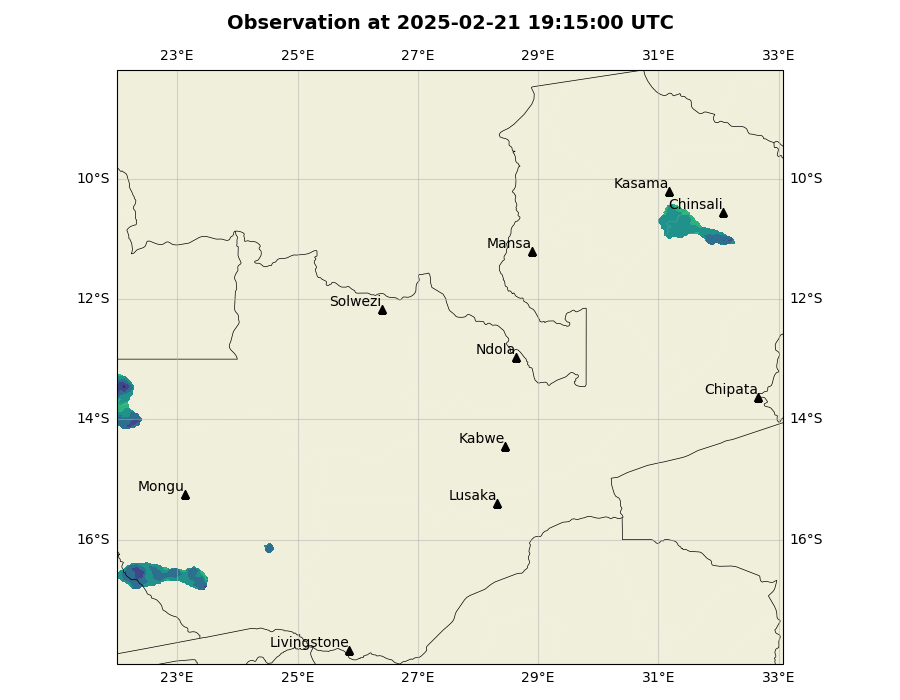 Observation at 2025-02-21 19:15:00 UTC
23°E 25°E 27°E 29°E 31°E 33°E
10°S 10°S
Kasama
Chinsali
Mansa
12°S 12°S
Solwezi
Ndola
Chipata
14°S 14°S
Kabwe
Mongu
Lusaka
16°S 16°S
Livingstone
23°E 25°E 27°E 29°E 31°E 33°E